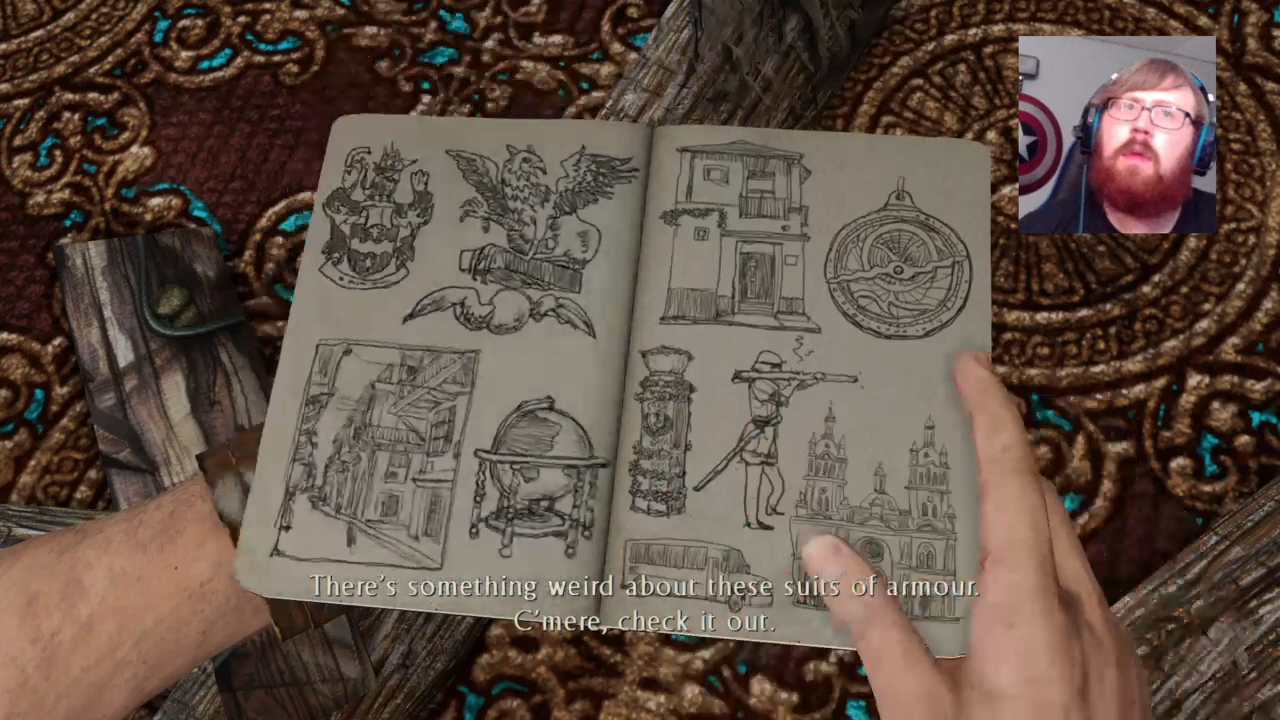 There's something weird about these suits of armour.
C'mere, check it out.